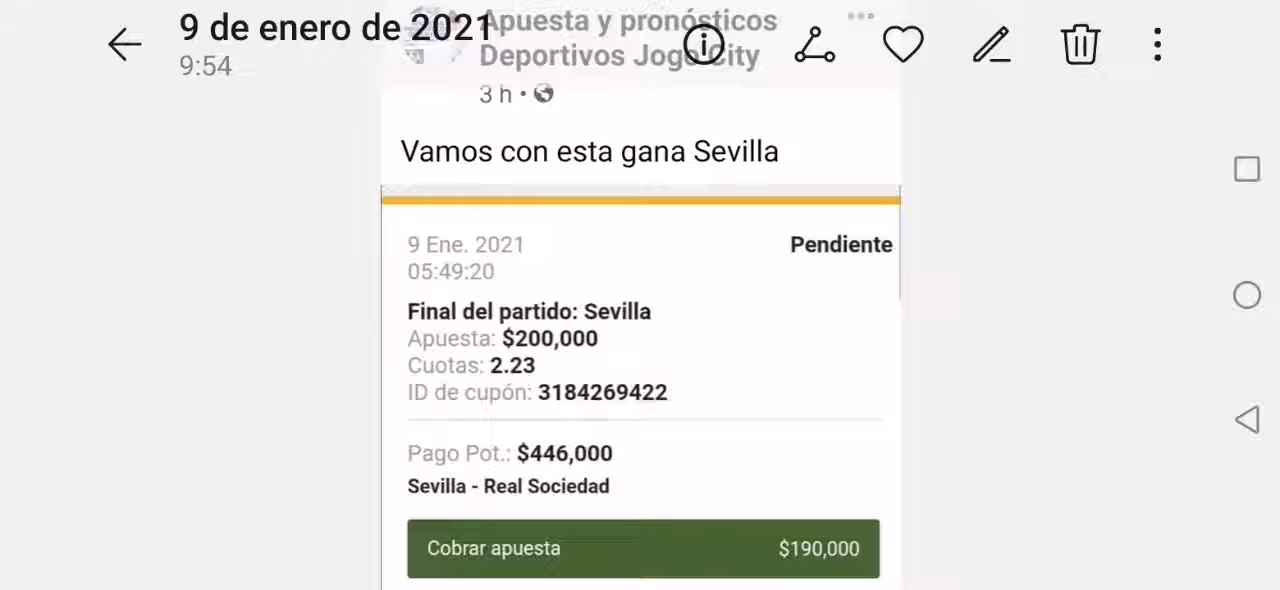 9 de enero de 2021
9:54
Apuesta y pronósticos
Deportivos Jogo City
3 h •
Vamos con esta gana Sevilla
9 Ene. 2021
05:49:20
Pendiente
Final del partido: Sevilla
Apuesta: $200,000
Cuotas: 2.23
ID de cupón: 3184269422
Pago Pot.: $446,000
Sevilla - Real Sociedad
Cobrar apuesta $190,000